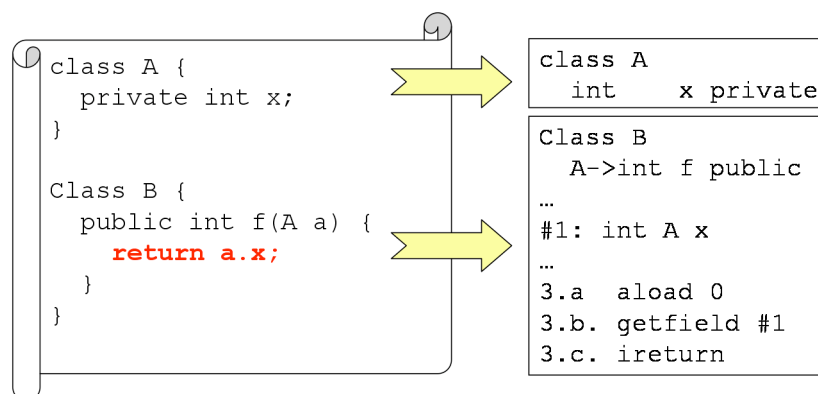 class A {
private int x;
}
Class B {
public int f(A a) {
return a.x;
}
}
class A
int x private
Class B
A->int f public
…
#1: int A x
…
3.a aload 0
3.b. getfield #1
3.c. ireturn